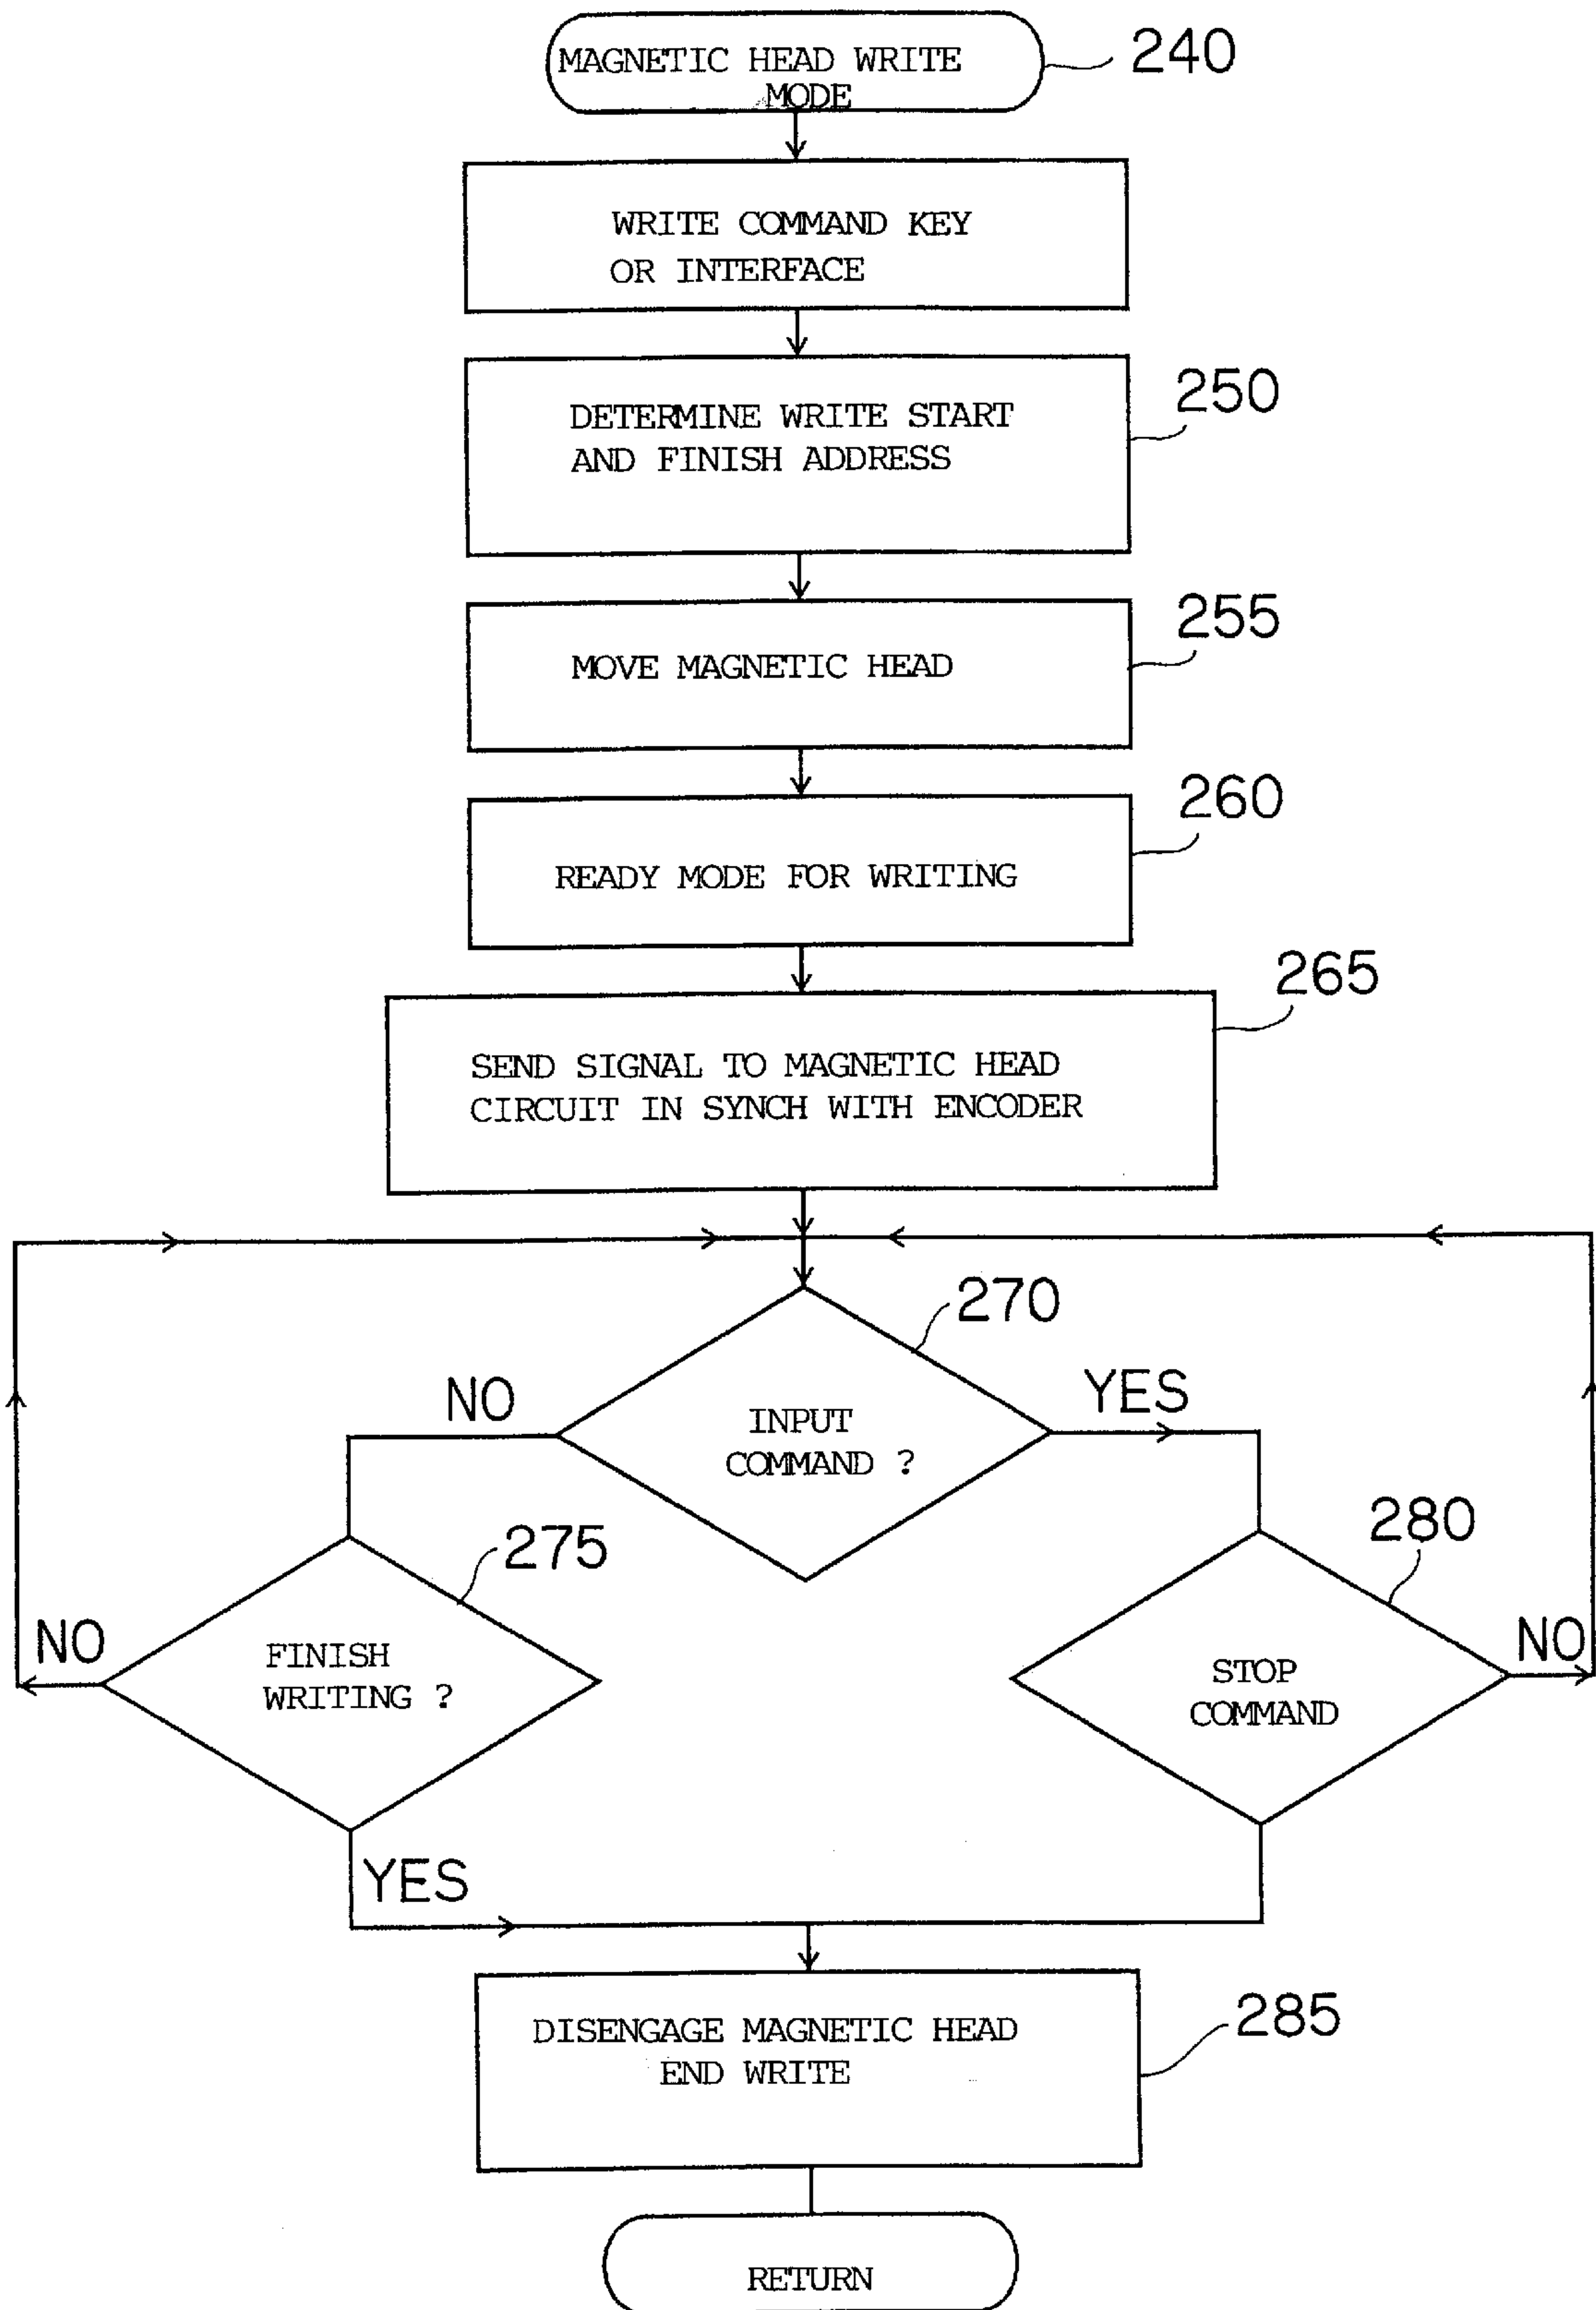 MAGNETIC HEAD WRITE
MODE
240
WRITE COMMAND KEY
OR INTERFACE
250
DETERMINE WRITE START
AND FINISH ADDRESS
255
MOVE MAGNETIC HEAD
260
READY MODE FOR WRITING
265
SEND SIGNAL TO MAGNETIC HEAD
CIRCUIT IN SYNCH WITH ENCODER
270
NO
YES
INPUT
COMMAND ?
275
280
NO
FINISH
WRITING ?
STOP
COMMAND
NO
YES
285
DISENGAGE MAGNETIC HEAD
END WRITE
RETURN